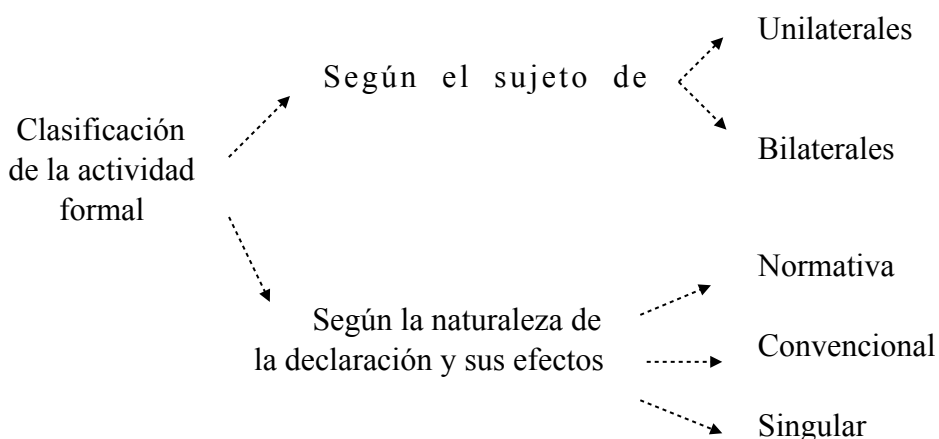 Clasificación
de la actividad
formal
Según el sujeto de
Unilaterales
Bilaterales
Según la naturaleza de
la declaración y sus efectos
Normativa
Convencional
Singular